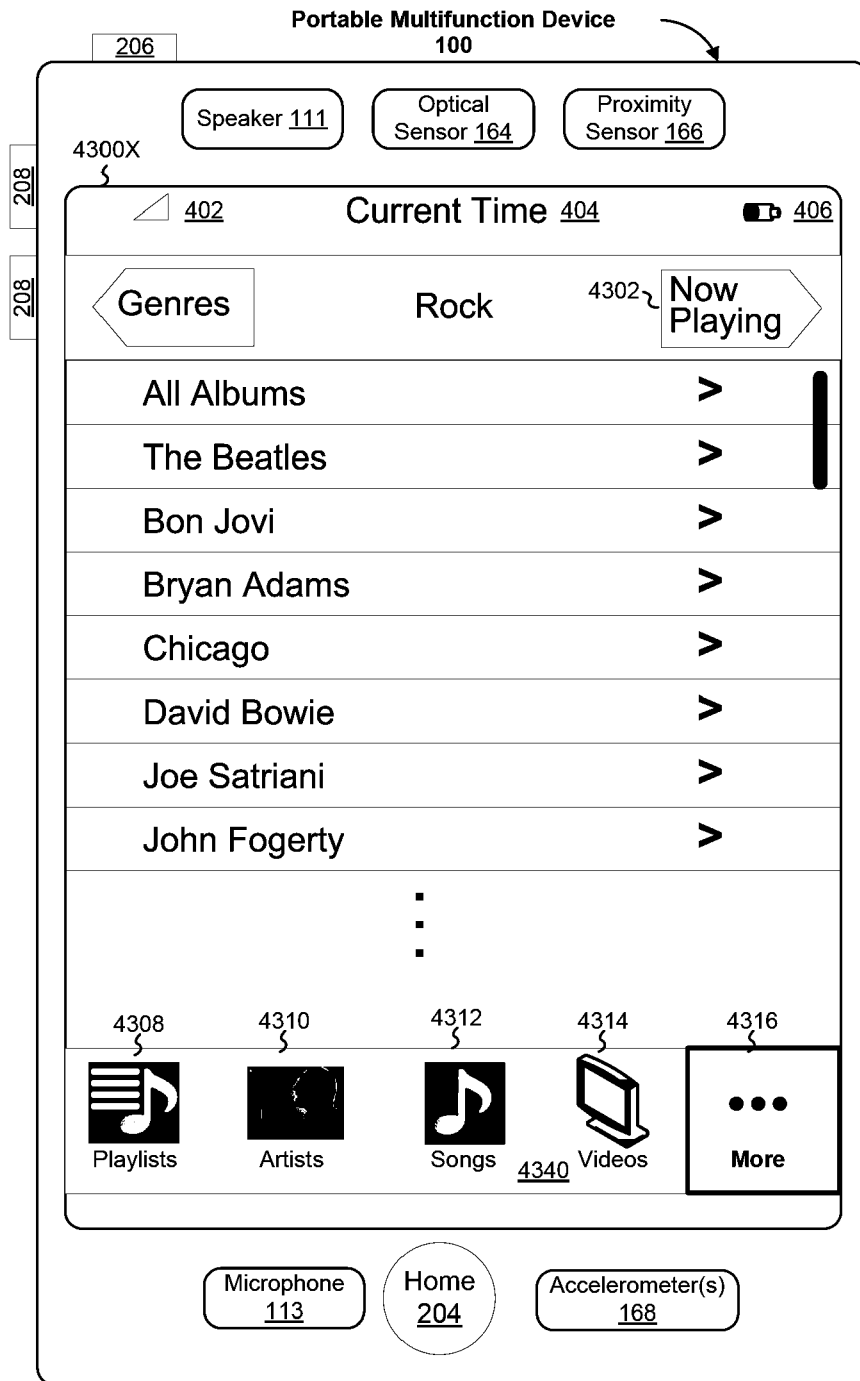 Portable Multifunction Device
100
206
Speaker 111
Optical
Sensor 164
Proximity
Sensor 166
4300X
208
208
402
Current Time 404
406
Genres
Rock
4302
Now
Playing
All Albums >
The Beatles >
Bon Jovi >
Bryan Adams >
Chicago >
David Bowie >
Joe Satriani >
John Fogerty >
4308
4310
4312
4314
4316
Playlists
Artists
Songs
4340
Videos
More
Microphone
113
Home
204
Accelerometer(s)
168